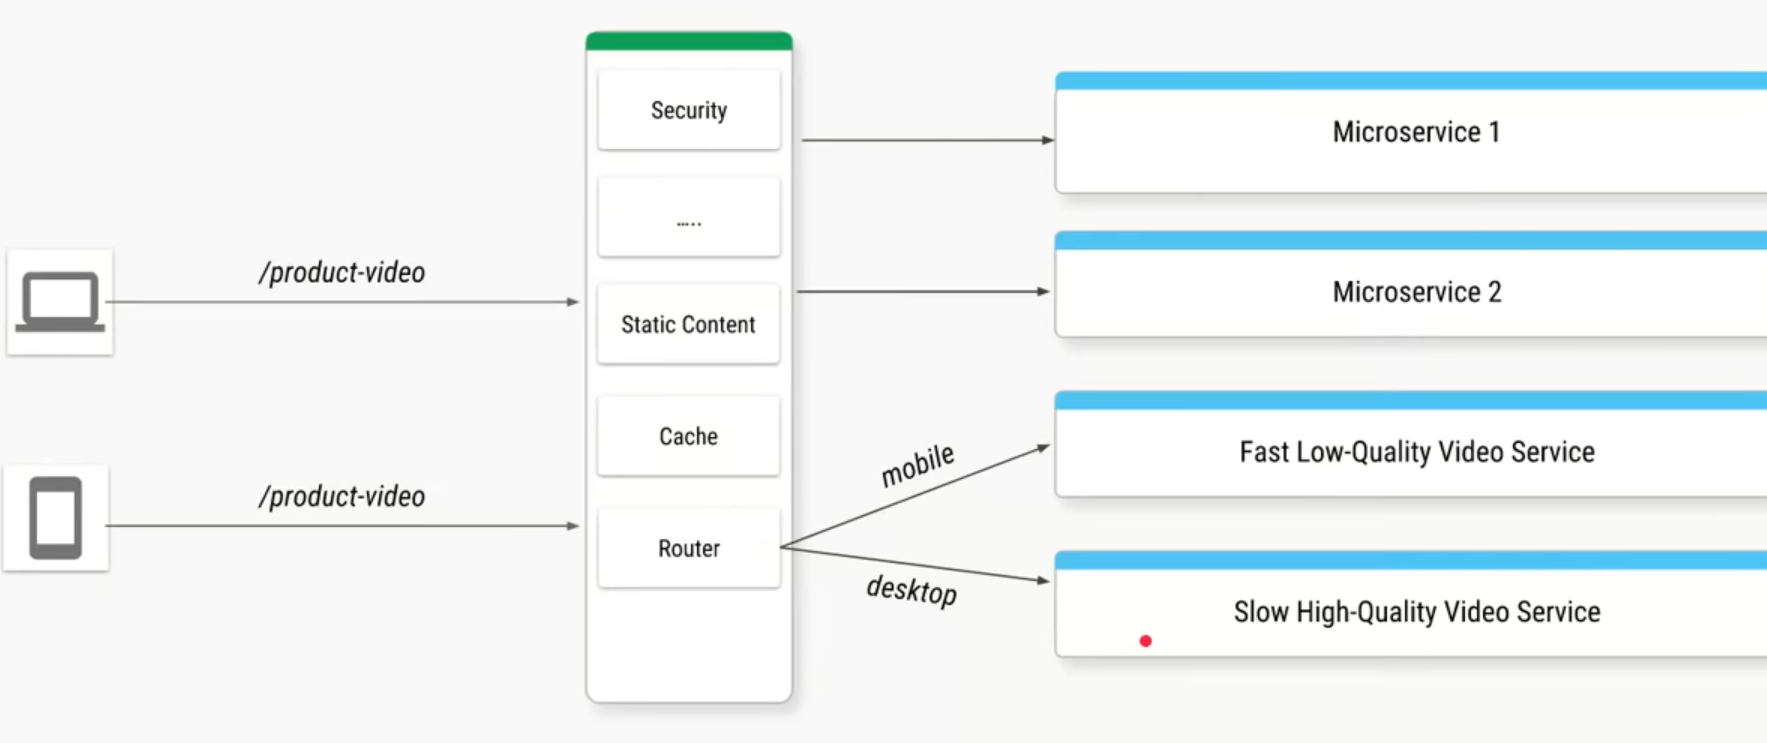 Security
.....
Static Content
Cache
Router
/product-video
/product-video
mobile
desktop
Microservice 1
Microservice 2
Fast Low-Quality Video Service
Slow High-Quality Video Service